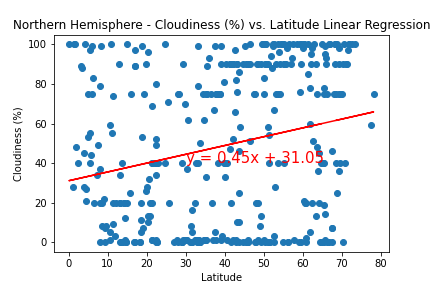 Northern Hemisphere - Cloudiness (%) vs. Latitude Linear Regression
100
80
60
40
20
0
Cloudiness (%)
y = 0.45x + 31.05
0 10 20 30 40 50 60 70 80
Latitude